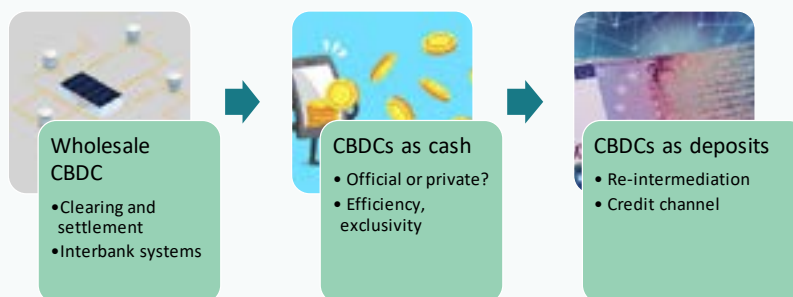 Wholesale
CBDC
•Clearing and
settlement
•Interbank systems
CBDCs as cash
• Official or private?
• Efficiency,
exclusivity
CBDCs as deposits
• Re-intermediation
• Credit channel